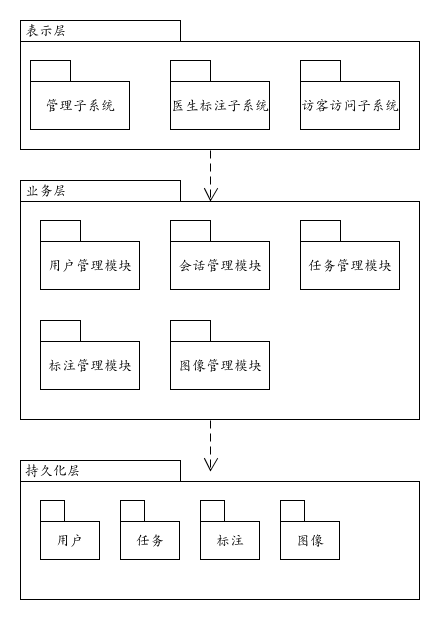 表示层
管理子系统
医生标注子系统
访客访问子系统
业务层
用户管理模块
会话管理模块
任务管理模块
标注管理模块
图像管理模块
持久化层
用户
任务
标注
图像